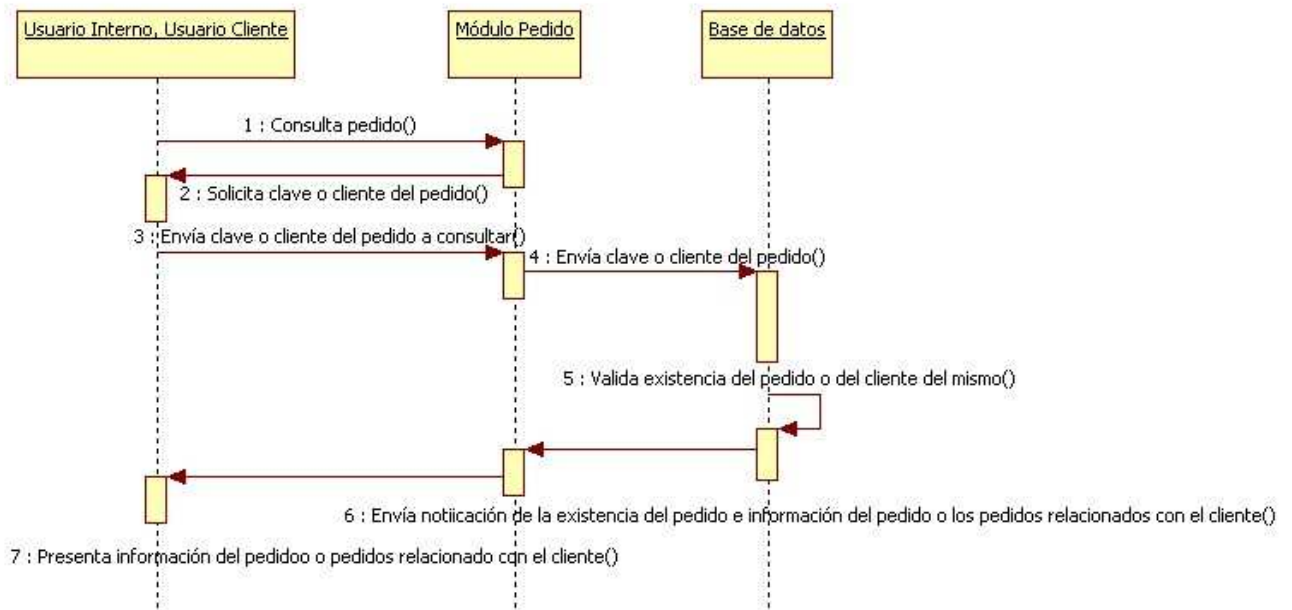 Usuario Interno, Usuario Cliente
Módulo Pedido
Base de datos
1 : Consulta pedido()
2 : Solicita clave o cliente del pedido()
3 : Envía clave o cliente del pedido a consultar()
4 : Envía clave o cliente del pedido()
5 : Valida existencia del pedido o del cliente del mismo()
6 : Envía notiicación de la existencia del pedido e información del pedido o los pedidos relacionados con el cliente()
7 : Presenta información del pedidoo o pedidos relacionado con el cliente()